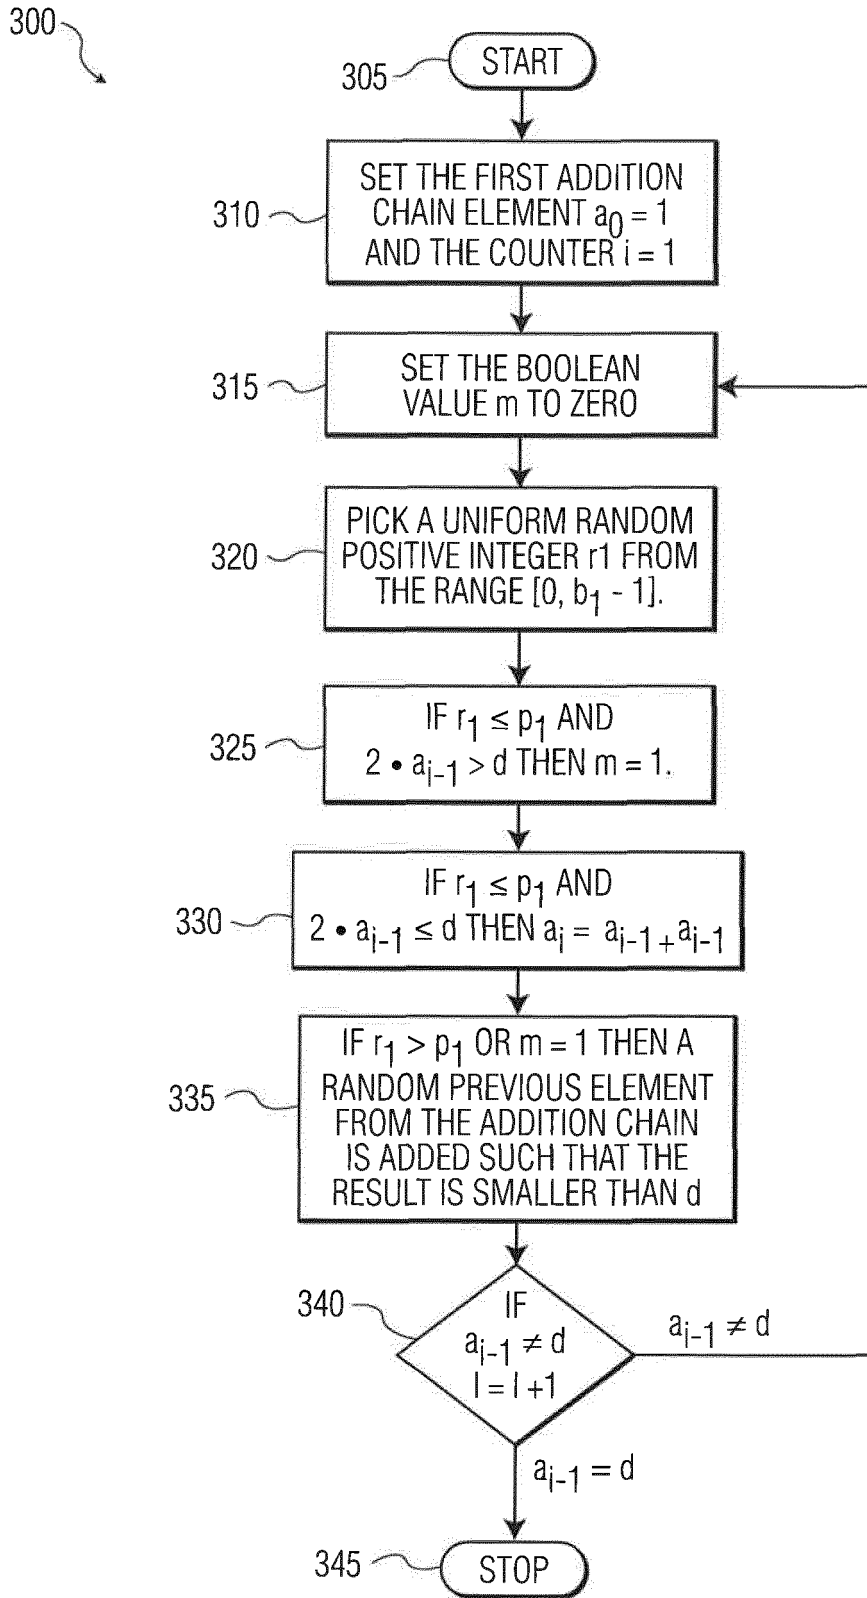 300
305
START
310
SET THE FIRST ADDITION
CHAIN ELEMENT a₀ = 1
AND THE COUNTER i = 1
315
SET THE BOOLEAN
VALUE m TO ZERO
320
PICK A UNIFORM RANDOM
POSITIVE INTEGER r1 FROM
THE RANGE [0, b₁ - 1].
325
IF r₁ ≤ p₁ AND
2 • aᵢ₋₁ > d THEN m = 1.
330
IF r₁ ≤ p₁ AND
2 • aᵢ₋₁ ≤ d THEN aᵢ = aᵢ₋₁ + aᵢ₋₁
335
IF r₁ > p₁ OR m = 1 THEN A
RANDOM PREVIOUS ELEMENT
FROM THE ADDITION CHAIN
IS ADDED SUCH THAT THE
RESULT IS SMALLER THAN d
340
IF
aᵢ₋₁ ≠ d
I = I +1
aᵢ₋₁ ≠ d
aᵢ₋₁ = d
345
STOP